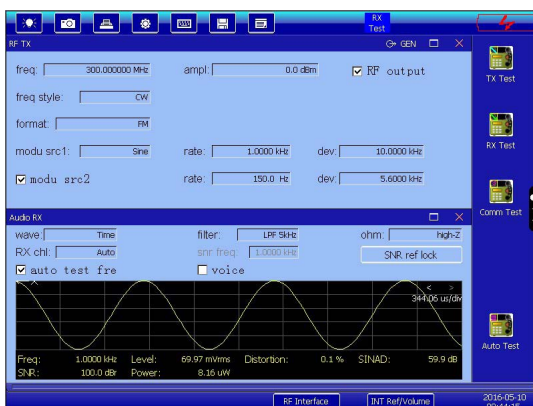 RX
Test
RF TX GEN
freq: 300.000000 MHz ampl: 0.0 dBm RF output
freq style: CW
format: FM
modu src1: Sine rate: 1.0000 kHz dev: 10.0000 kHz
modu src2 rate: 150.0 Hz dev: 5.6000 kHz
Audio RX
wave: Time filter: LPF 5kHz ohm: high-Z
RX chl: Auto snr freq: 1.0000 kHz SNR ref lock
auto test fre voice
< >
344.06 us/div
Freq: 1.0000 kHz Level: 69.97 mVrms Distortion: 0.1 % SINAD: 59.9 dB
SNR: 100.0 dBr Power: 8.16 uW
TX Test
RX Test
Comm Test
Auto Test
RF Interface INT Ref/Volume
2016-05-10